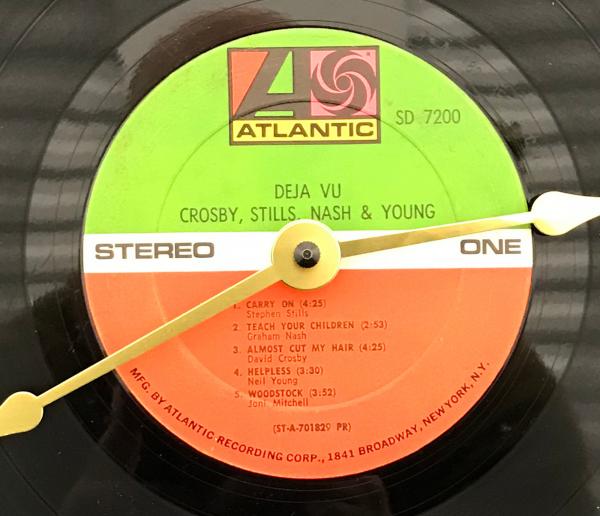 ATLANTIC
SD 7200
DEJA VU
CROSBY, STILLS, NASH & YOUNG
STEREO
ONE
1. CARRY ON (4:25)
Stephen Stills
2. TEACH YOUR CHILDREN (2:53)
Graham Nash
3. ALMOST CUT MY HAIR (4:25)
David Crosby
4. HELPLESS (3:30)
Neil Young
5. WOODSTOCK (3:52)
Joni Mitchell
(ST-A-701829 PR)
MFG. BY ATLANTIC RECORDING CORP., 1841 BROADWAY, NEW YORK, N.Y.